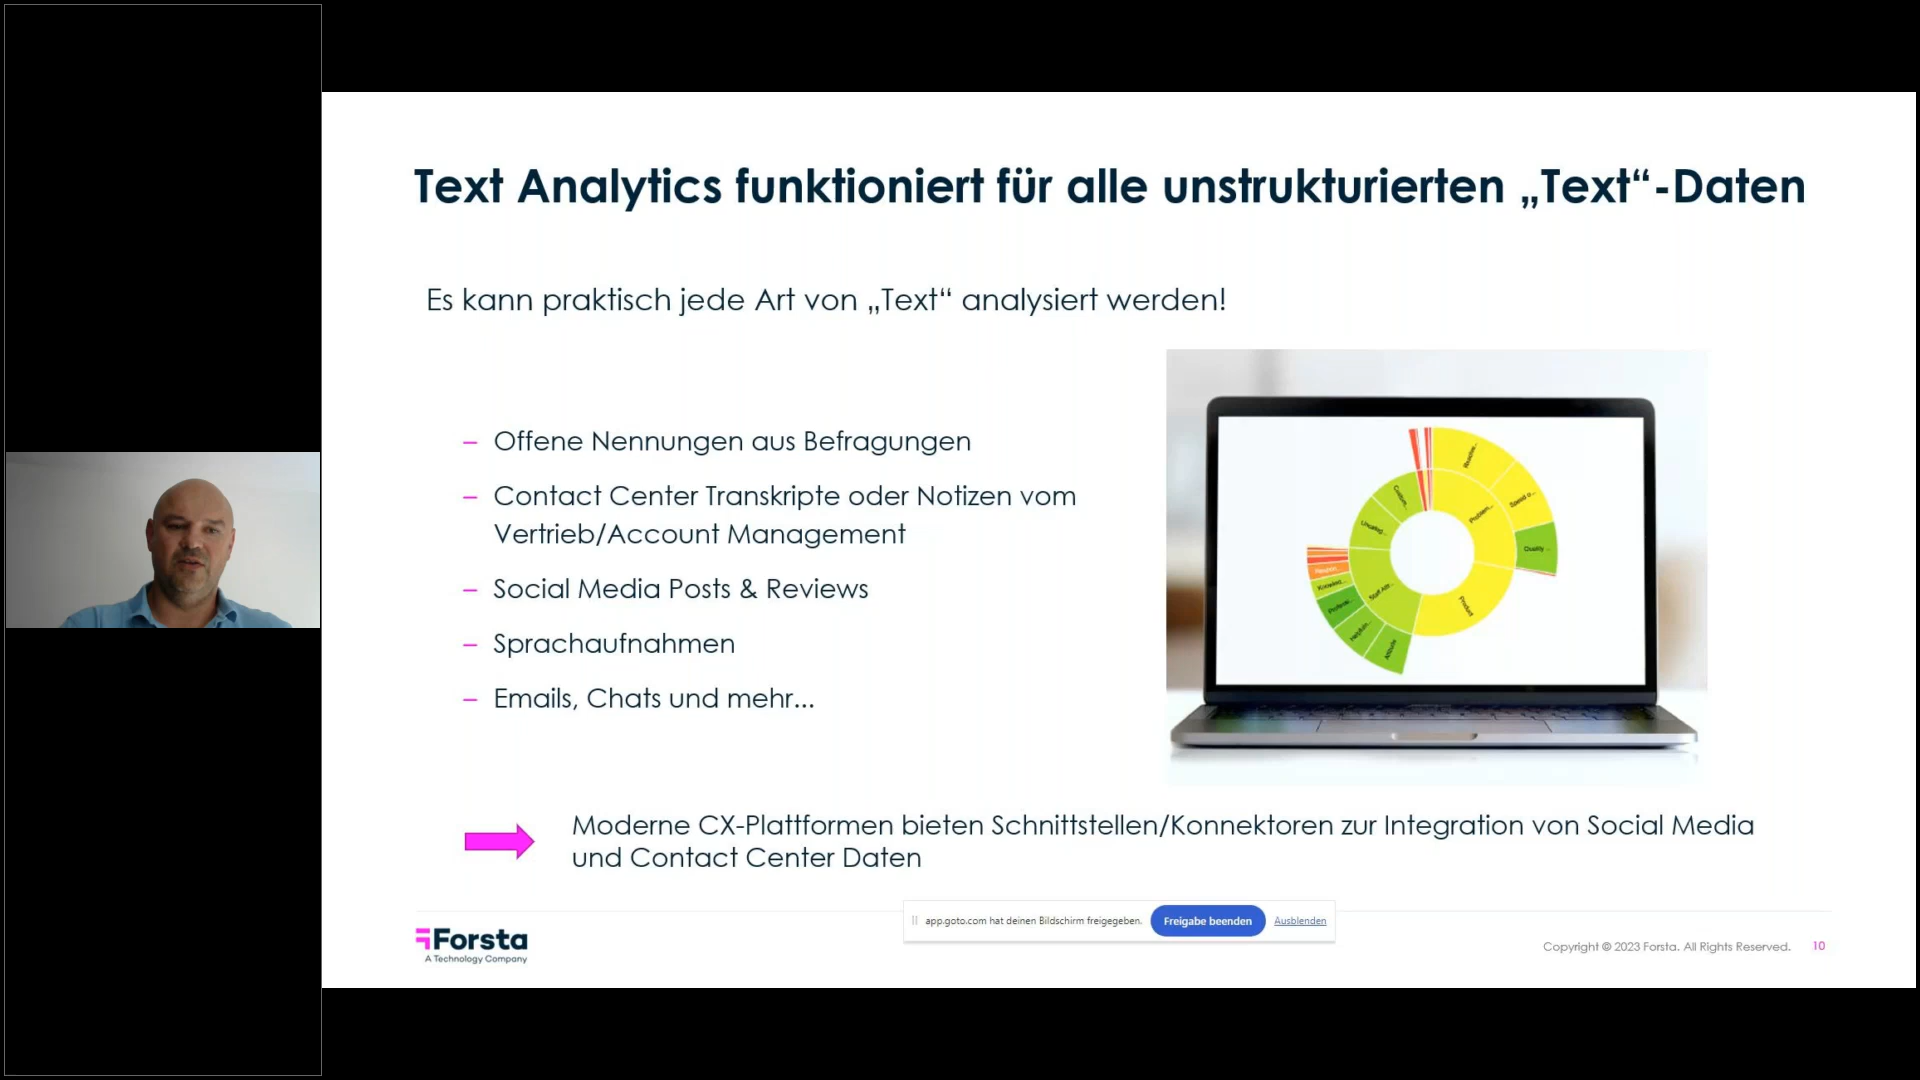 Text Analytics funktioniert für alle unstrukturierten „Text“-Daten
Es kann praktisch jede Art von „Text“ analysiert werden!
– Offene Nennungen aus Befragungen
– Contact Center Transkripte oder Notizen vom
Vertrieb/Account Management
– Social Media Posts & Reviews
– Sprachaufnahmen
– Emails, Chats und mehr...
Product
Quality ...
Attitude
Moderne CX-Plattformen bieten Schnittstellen/Konnektoren zur Integration von Social Media
und Contact Center Daten
app.goto.com hat deinen Bildschirm freigegeben.
Freigabe beenden
Ausblenden
Forsta
A Technology Company
Copyright © 2023 Forsta. All Rights Reserved.
10